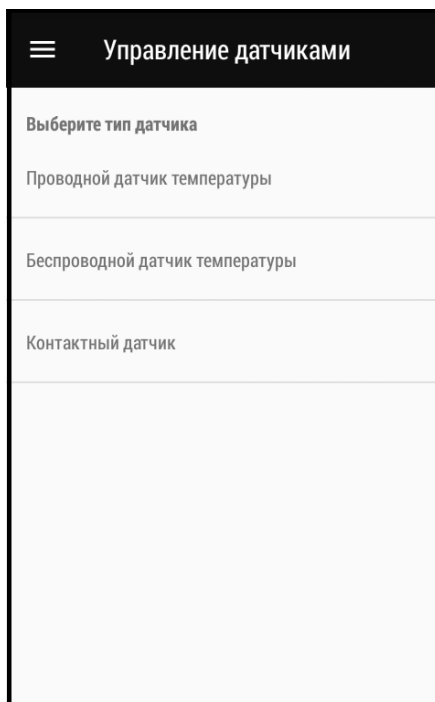 Управление датчиками
Выберите тип датчика
Проводной датчик температуры
Беспроводной датчик температуры
Контактный датчик